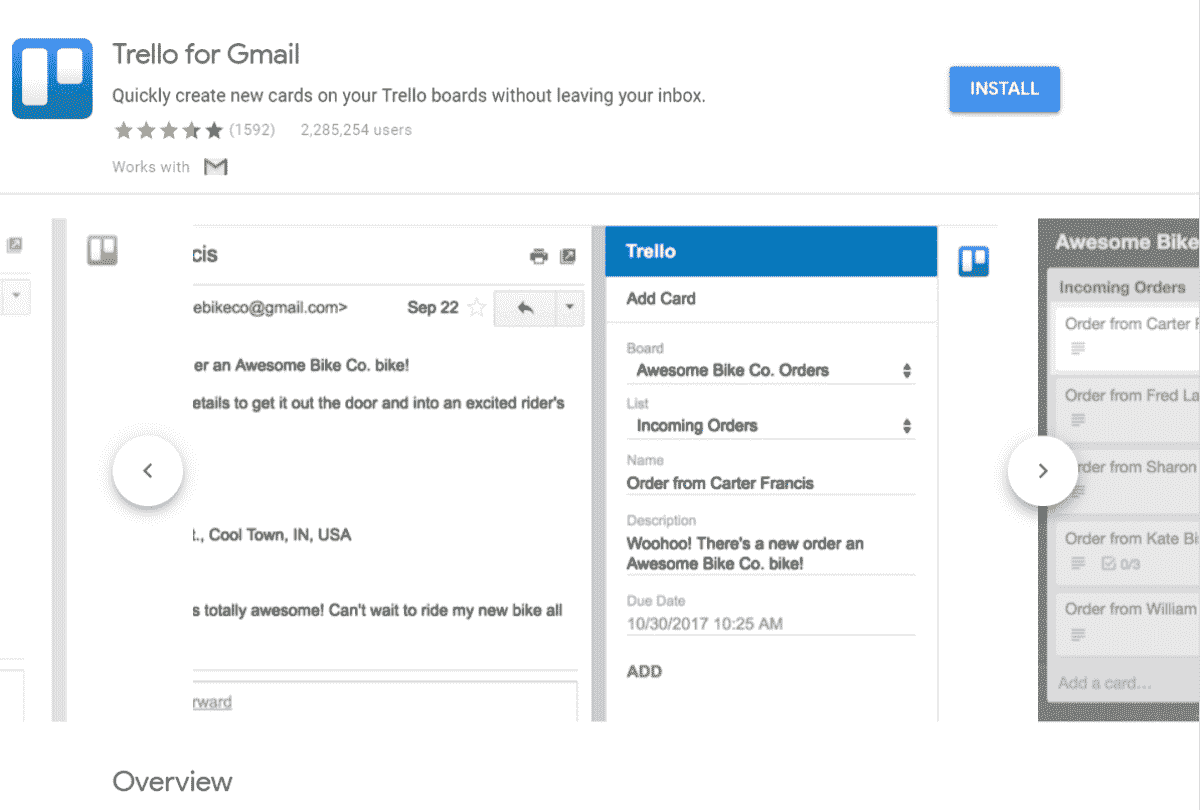 Trello for Gmail
Quickly create new cards on your Trello boards without leaving your inbox.
INSTALL
(1592) 2,285,254 users
Works with
cis
ebikeco@gmail.com>
Sep 22
er an Awesome Bike Co. bike!
etails to get it out the door and into an excited rider's
t., Cool Town, IN, USA
s totally awesome! Can't wait to ride my new bike all
rward
Trello
Add Card
Board
Awesome Bike Co. Orders
List
Incoming Orders
Name
Order from Carter Francis
Description
Woohoo! There's a new order an
Awesome Bike Co. bike!
Due Date
10/30/2017 10:25 AM
ADD
Awesome Bike
Incoming Orders
Order from Carter F
Order from Fred La
rder from Sharon
Order from Kate Bi
0/3
Order from William
Add a card...
Overview